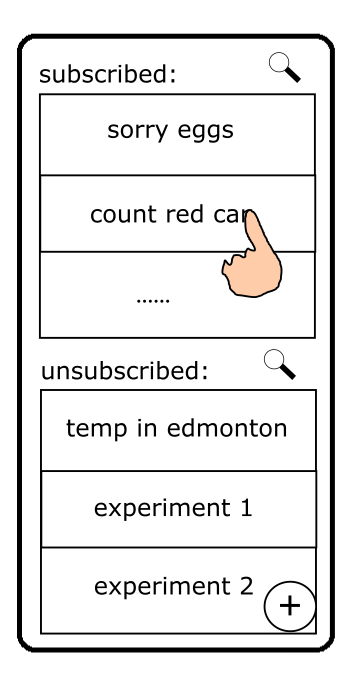 subscribed:
sorry eggs
count red car
......
unsubscribed:
temp in edmonton
experiment 1
experiment 2
+